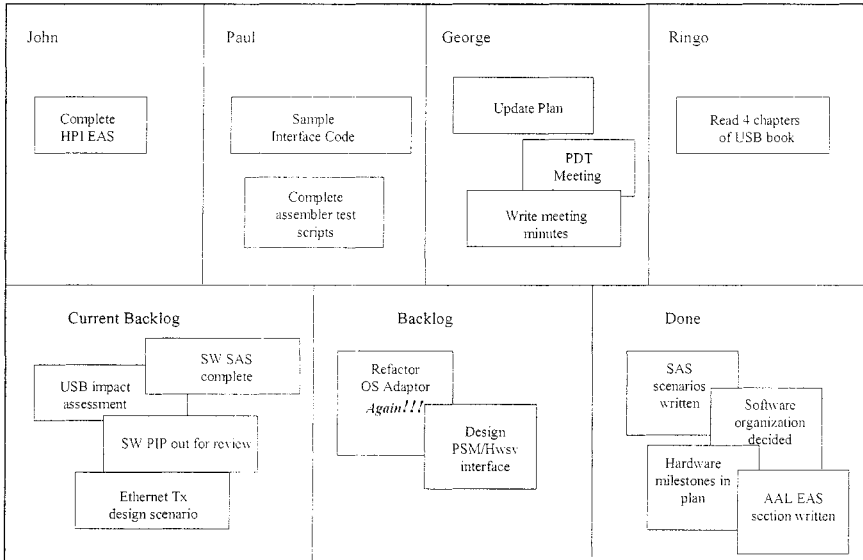 John
Complete
HPI EAS
Paul
Sample
Interface Code
Complete
assembler test
scripts
George
Update Plan
PDT
Meeting
Write meeting
minutes
Ringo
Read 4 chapters
of USB book
Current Backlog
SW SAS
complete
USB impact
assessment
SW PIP out for review
Ethernet Tx
design scenario
Backlog
Refactor
OS Adaptor
Again!!!
Design
PSM/Hwsv
interface
Done
SAS
scenarios
written
Software
organization
decided
Hardware
milestones in
plan
AAL EAS
section written